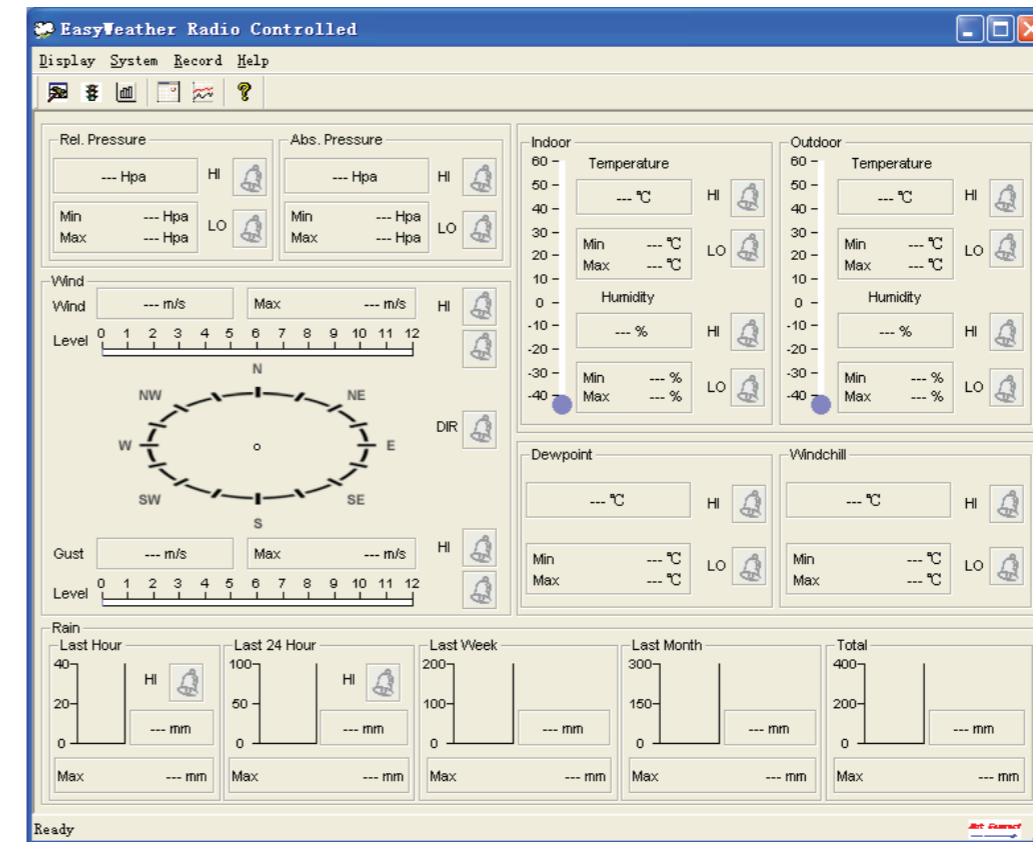 EasyWeather Radio Controlled
Display System Record Help
Rel. Pressure
--- Hpa
HI
Min --- Hpa
Max --- Hpa
LO
Abs. Pressure
--- Hpa
HI
Min --- Hpa
Max --- Hpa
LO
Wind
Wind --- m/s Max --- m/s HI
Level 0 1 2 3 4 5 6 7 8 9 10 11 12
N
NW NE
W E
DIR
SW SE
S
Gust --- m/s Max --- m/s HI
Level 0 1 2 3 4 5 6 7 8 9 10 11 12
Indoor
60
50
40
30
20
10
0
-10
-20
-30
-40
Temperature
--- °C
HI
Min --- °C
Max --- °C
LO
Humidity
--- %
HI
Min --- %
Max --- %
LO
Outdoor
60
50
40
30
20
10
0
-10
-20
-30
-40
Temperature
--- °C
HI
Min --- °C
Max --- °C
LO
Humidity
--- %
HI
Min --- %
Max --- %
LO
Dewpoint
--- °C
HI
Min --- °C
Max --- °C
LO
Windchill
--- °C
HI
Min --- °C
Max --- °C
LO
Rain
Last Hour
40
20
0
HI
--- mm
Max --- mm
Last 24 Hour
100
50
0
HI
--- mm
Max --- mm
Last Week
200
100
0
--- mm
Max --- mm
Last Month
300
150
0
--- mm
Max --- mm
Total
400
200
0
--- mm
Max --- mm
Ready